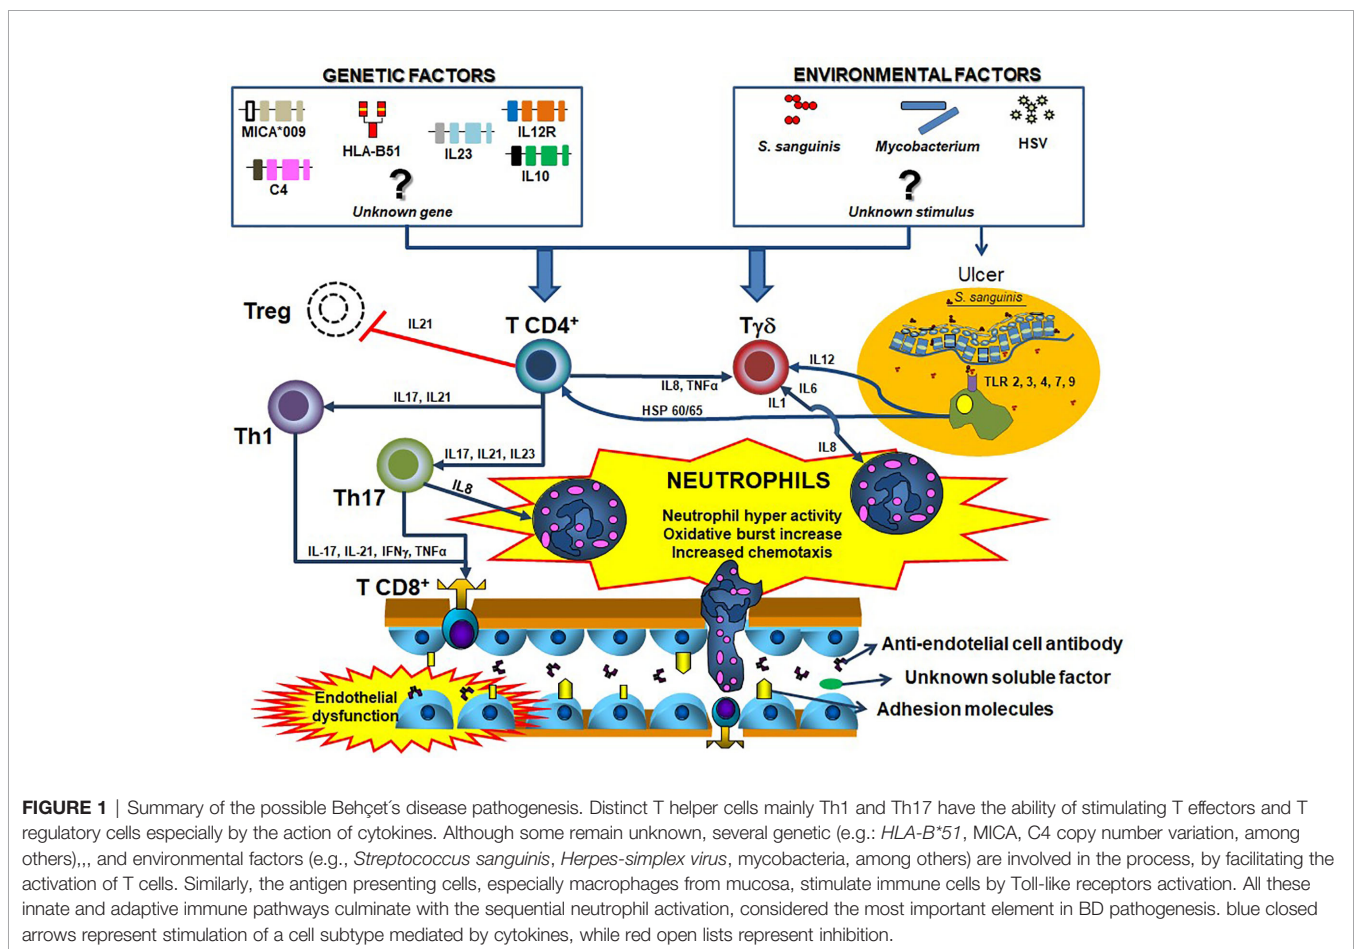 GENETIC FACTORS
MICA*009
HLA-B51
IL23
IL12R
C4
IL10
?
Unknown gene
ENVIRONMENTAL FACTORS
S. sanguinis
Mycobacterium
HSV
?
Unknown stimulus
Ulcer
S. sanguinis
TLR 2, 3, 4, 7, 9
Treg
IL21
T CD4+
Tγδ
IL12
IL8, TNFα
IL6
IL1
HSP 60/65
IL17, IL21
Th1
IL17, IL21, IL23
IL8
Th17
IL8
NEUTROPHILS
Neutrophil hyper activity
Oxidative burst increase
Increased chemotaxis
IL-17, IL-21, IFNγ, TNFα
T CD8+
Anti-endotelial cell antibody
Unknown soluble factor
Adhesion molecules
Endothelial
dysfunction
FIGURE 1 | Summary of the possible Behçet´s disease pathogenesis. Distinct T helper cells mainly Th1 and Th17 have the ability of stimulating T effectors and T
regulatory cells especially by the action of cytokines. Although some remain unknown, several genetic (e.g.: HLA-B*51, MICA, C4 copy number variation, among
others),,, and environmental factors (e.g., Streptococcus sanguinis, Herpes-simplex virus, mycobacteria, among others) are involved in the process, by facilitating the
activation of T cells. Similarly, the antigen presenting cells, especially macrophages from mucosa, stimulate immune cells by Toll-like receptors activation. All these
innate and adaptive immune pathways culminate with the sequential neutrophil activation, considered the most important element in BD pathogenesis. blue closed
arrows represent stimulation of a cell subtype mediated by cytokines, while red open lists represent inhibition.